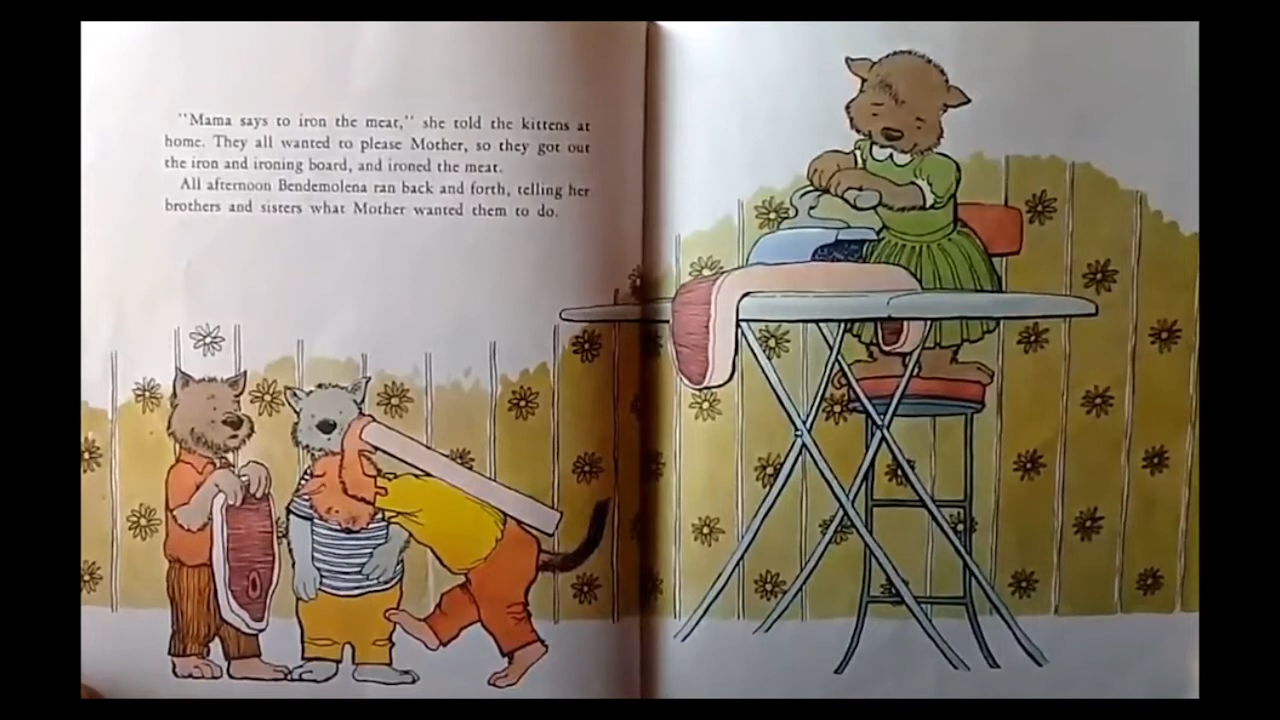 "Mama says to iron the meat," she told the kittens at
home. They all wanted to please Mother, so they got out
the iron and ironing board, and ironed the meat.
All afternoon Bendemolena ran back and forth, telling her
brothers and sisters what Mother wanted them to do.